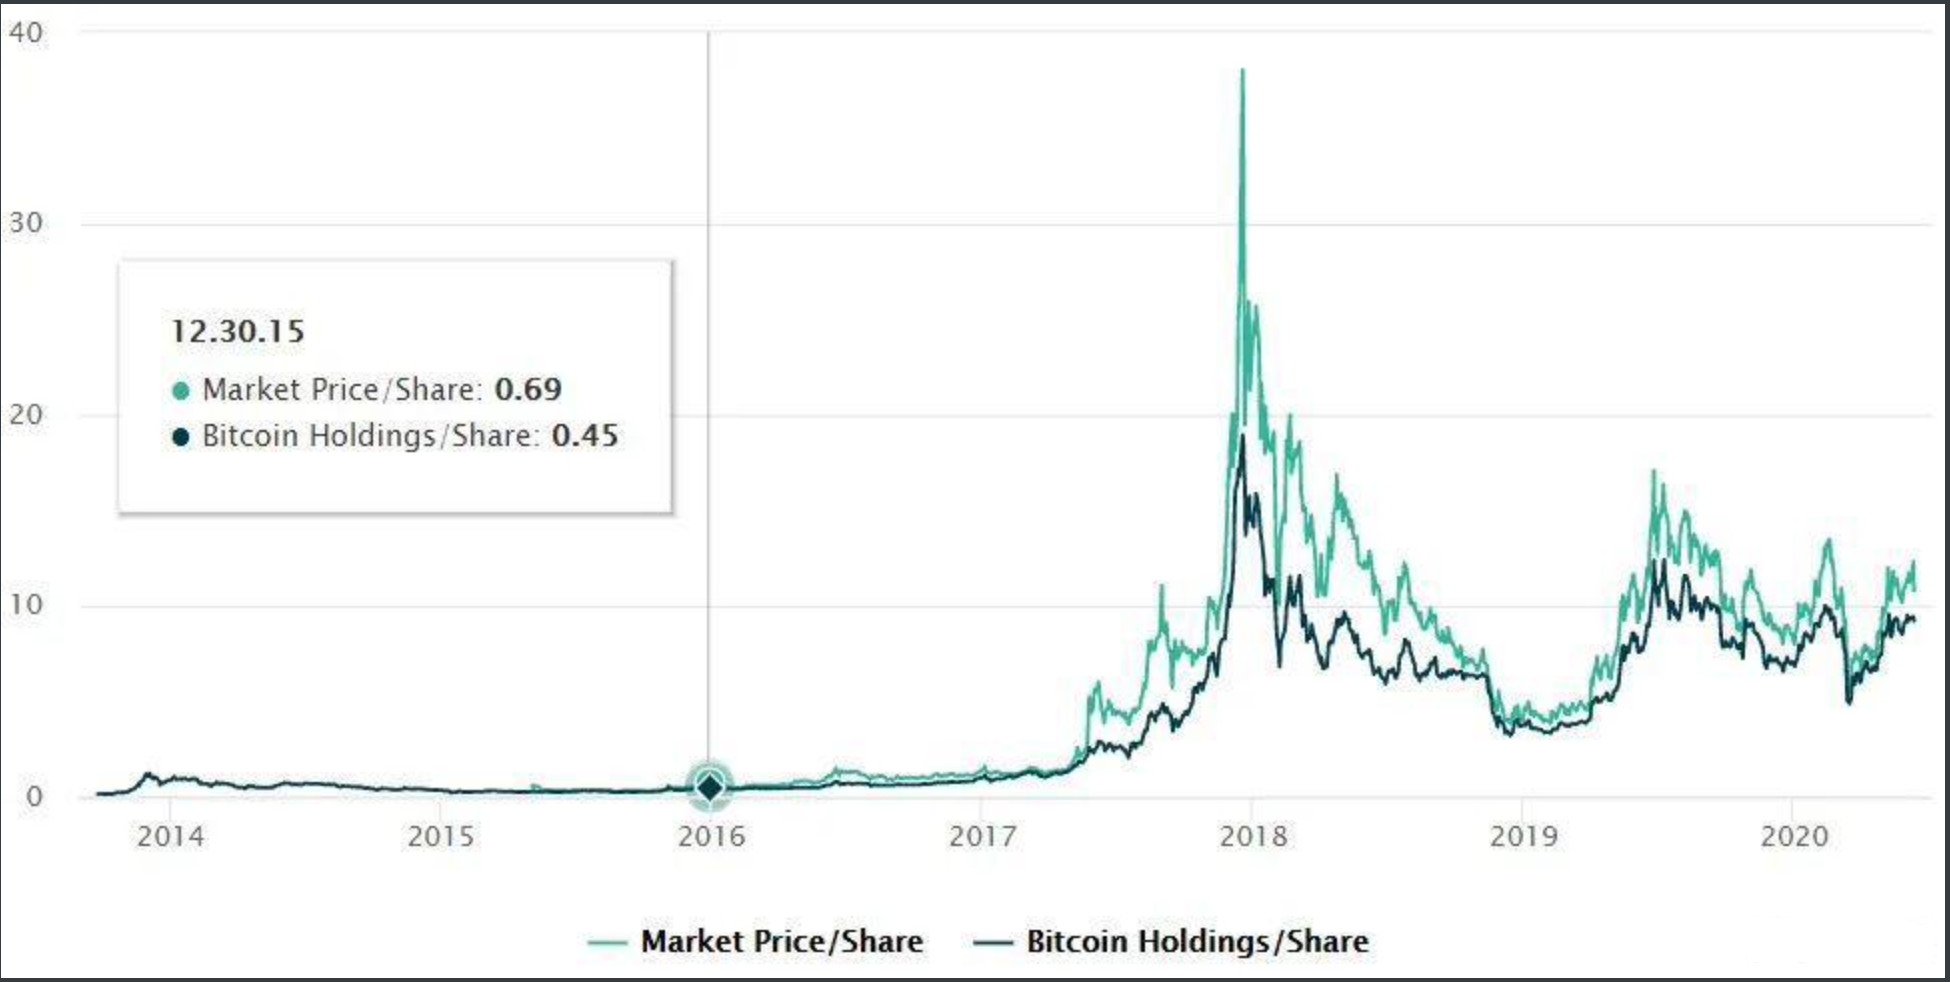 40
30
20
10
0
12.30.15
Market Price/Share: 0.69
Bitcoin Holdings/Share: 0.45
2014 2015 2016 2017 2018 2019 2020
Market Price/Share Bitcoin Holdings/Share